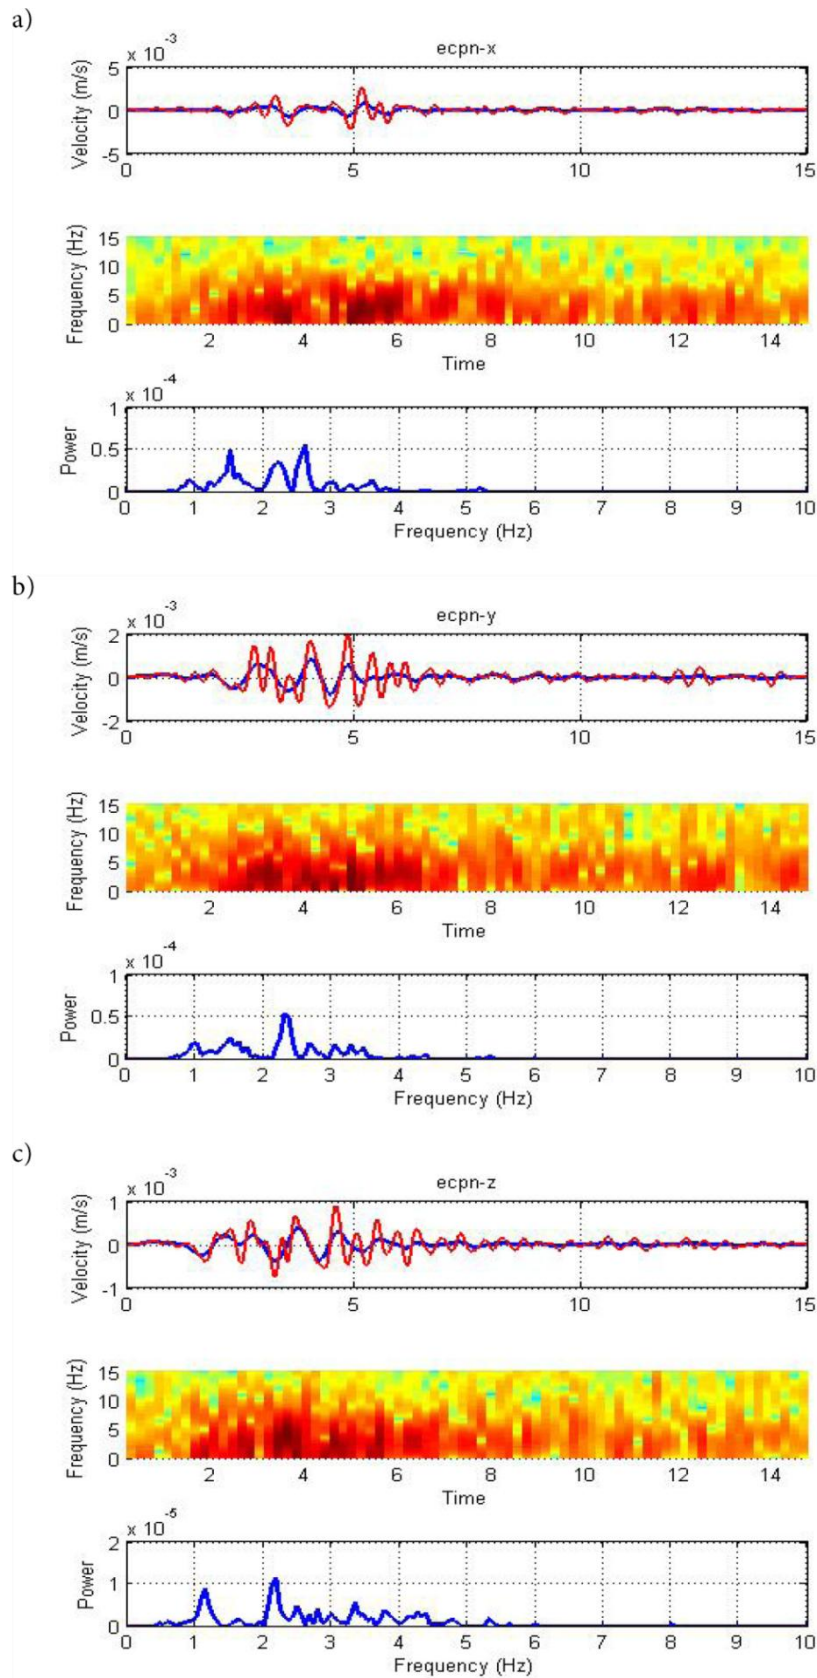 a)
x 10⁻³
ecpn-x
Velocity (m/s)
5
0
-5
0 5 10 15
Frequency (Hz)
15
10
5
0
2 4 6 8 10 12 14
Time
x 10⁻⁴
Power
1
0.5
0
0 1 2 3 4 5 6 7 8 9 10
Frequency (Hz)
b)
x 10⁻³
ecpn-y
Velocity (m/s)
2
0
-2
0 5 10 15
Frequency (Hz)
15
10
5
0
2 4 6 8 10 12 14
Time
x 10⁻⁴
Power
1
0.5
0
0 1 2 3 4 5 6 7 8 9 10
Frequency (Hz)
c)
x 10⁻³
ecpn-z
Velocity (m/s)
1
0
-1
0 5 10 15
Frequency (Hz)
15
10
5
0
2 4 6 8 10 12 14
Time
x 10⁻⁵
Power
2
1
0
0 1 2 3 4 5 6 7 8 9 10
Frequency (Hz)